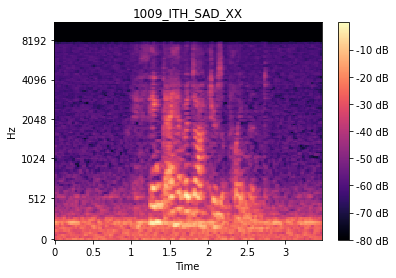 1009_ITH_SAD_XX
8192
4096
2048
1024
512
0
Hz
0 0.5 1 1.5 2 2.5 3
Time
-10 dB
-20 dB
-30 dB
-40 dB
-50 dB
-60 dB
-70 dB
-80 dB